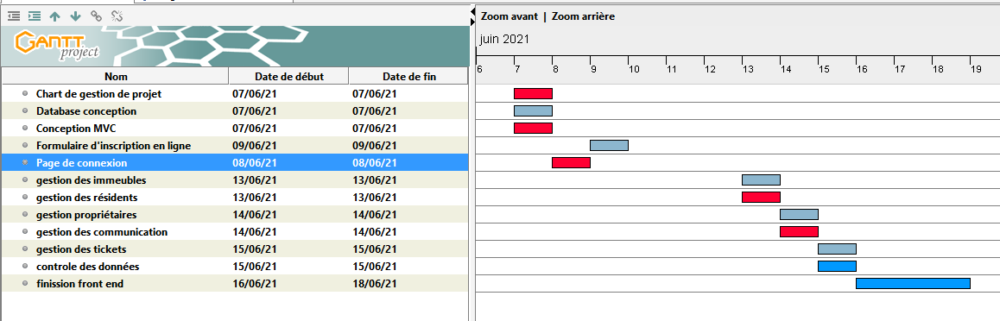 Zoom avant | Zoom arrière
GANTT
project
juin 2021
Nom Date de début Date de fin
6 7 8 9 10 11 12 13 14 15 16 17 18 19
Chart de gestion de projet 07/06/21 07/06/21
Database conception 07/06/21 07/06/21
Conception MVC 07/06/21 07/06/21
Formulaire d'inscription en ligne 09/06/21 09/06/21
Page de connexion 08/06/21 08/06/21
gestion des immeubles 13/06/21 13/06/21
gestion des résidents 13/06/21 13/06/21
gestion propriétaires 14/06/21 14/06/21
gestion des communication 14/06/21 14/06/21
gestion des tickets 15/06/21 15/06/21
controle des données 15/06/21 15/06/21
finission front end 16/06/21 18/06/21